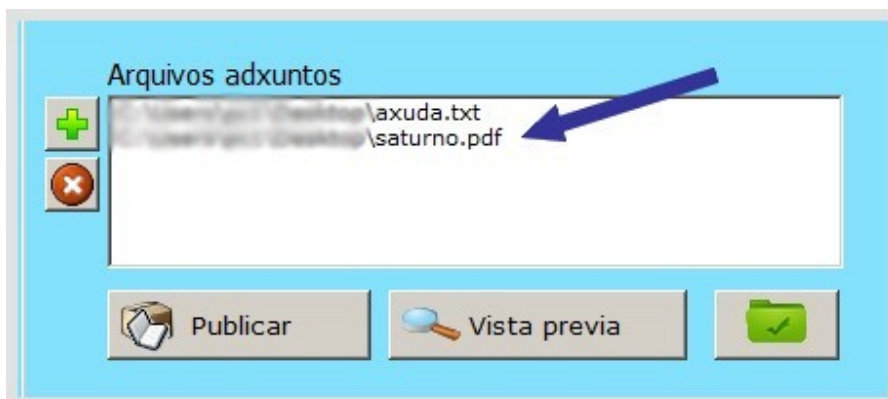 Arquivos adxuntos
\axuda.txt
\saturno.pdf
Publicar
Vista previa